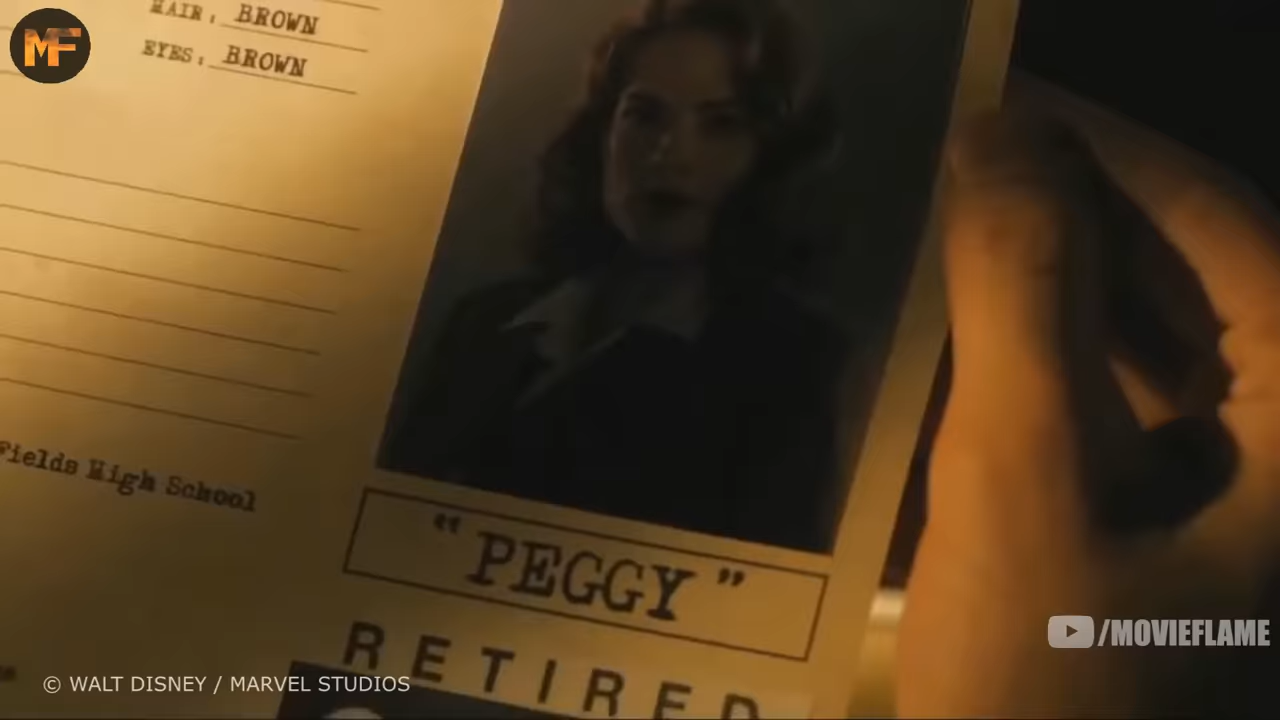 MF
HAIR: BROWN
EYES: BROWN
Fields High School
"PEGGY"
RETIRED
/MOVIEFLAME
© WALT DISNEY / MARVEL STUDIOS